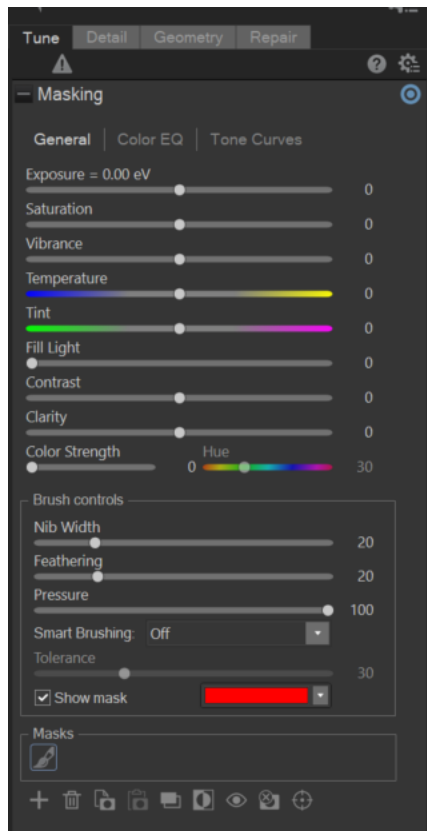 Tune Detail Geometry Repair
Masking
General Color EQ Tone Curves
Exposure = 0.00 eV
0
Saturation
0
Vibrance
0
Temperature
0
Tint
0
Fill Light
0
Contrast
0
Clarity
0
Color Strength Hue
0 30
Brush controls
Nib Width
20
Feathering
20
Pressure
100
Smart Brushing: Off
Tolerance
30
Show mask
Masks